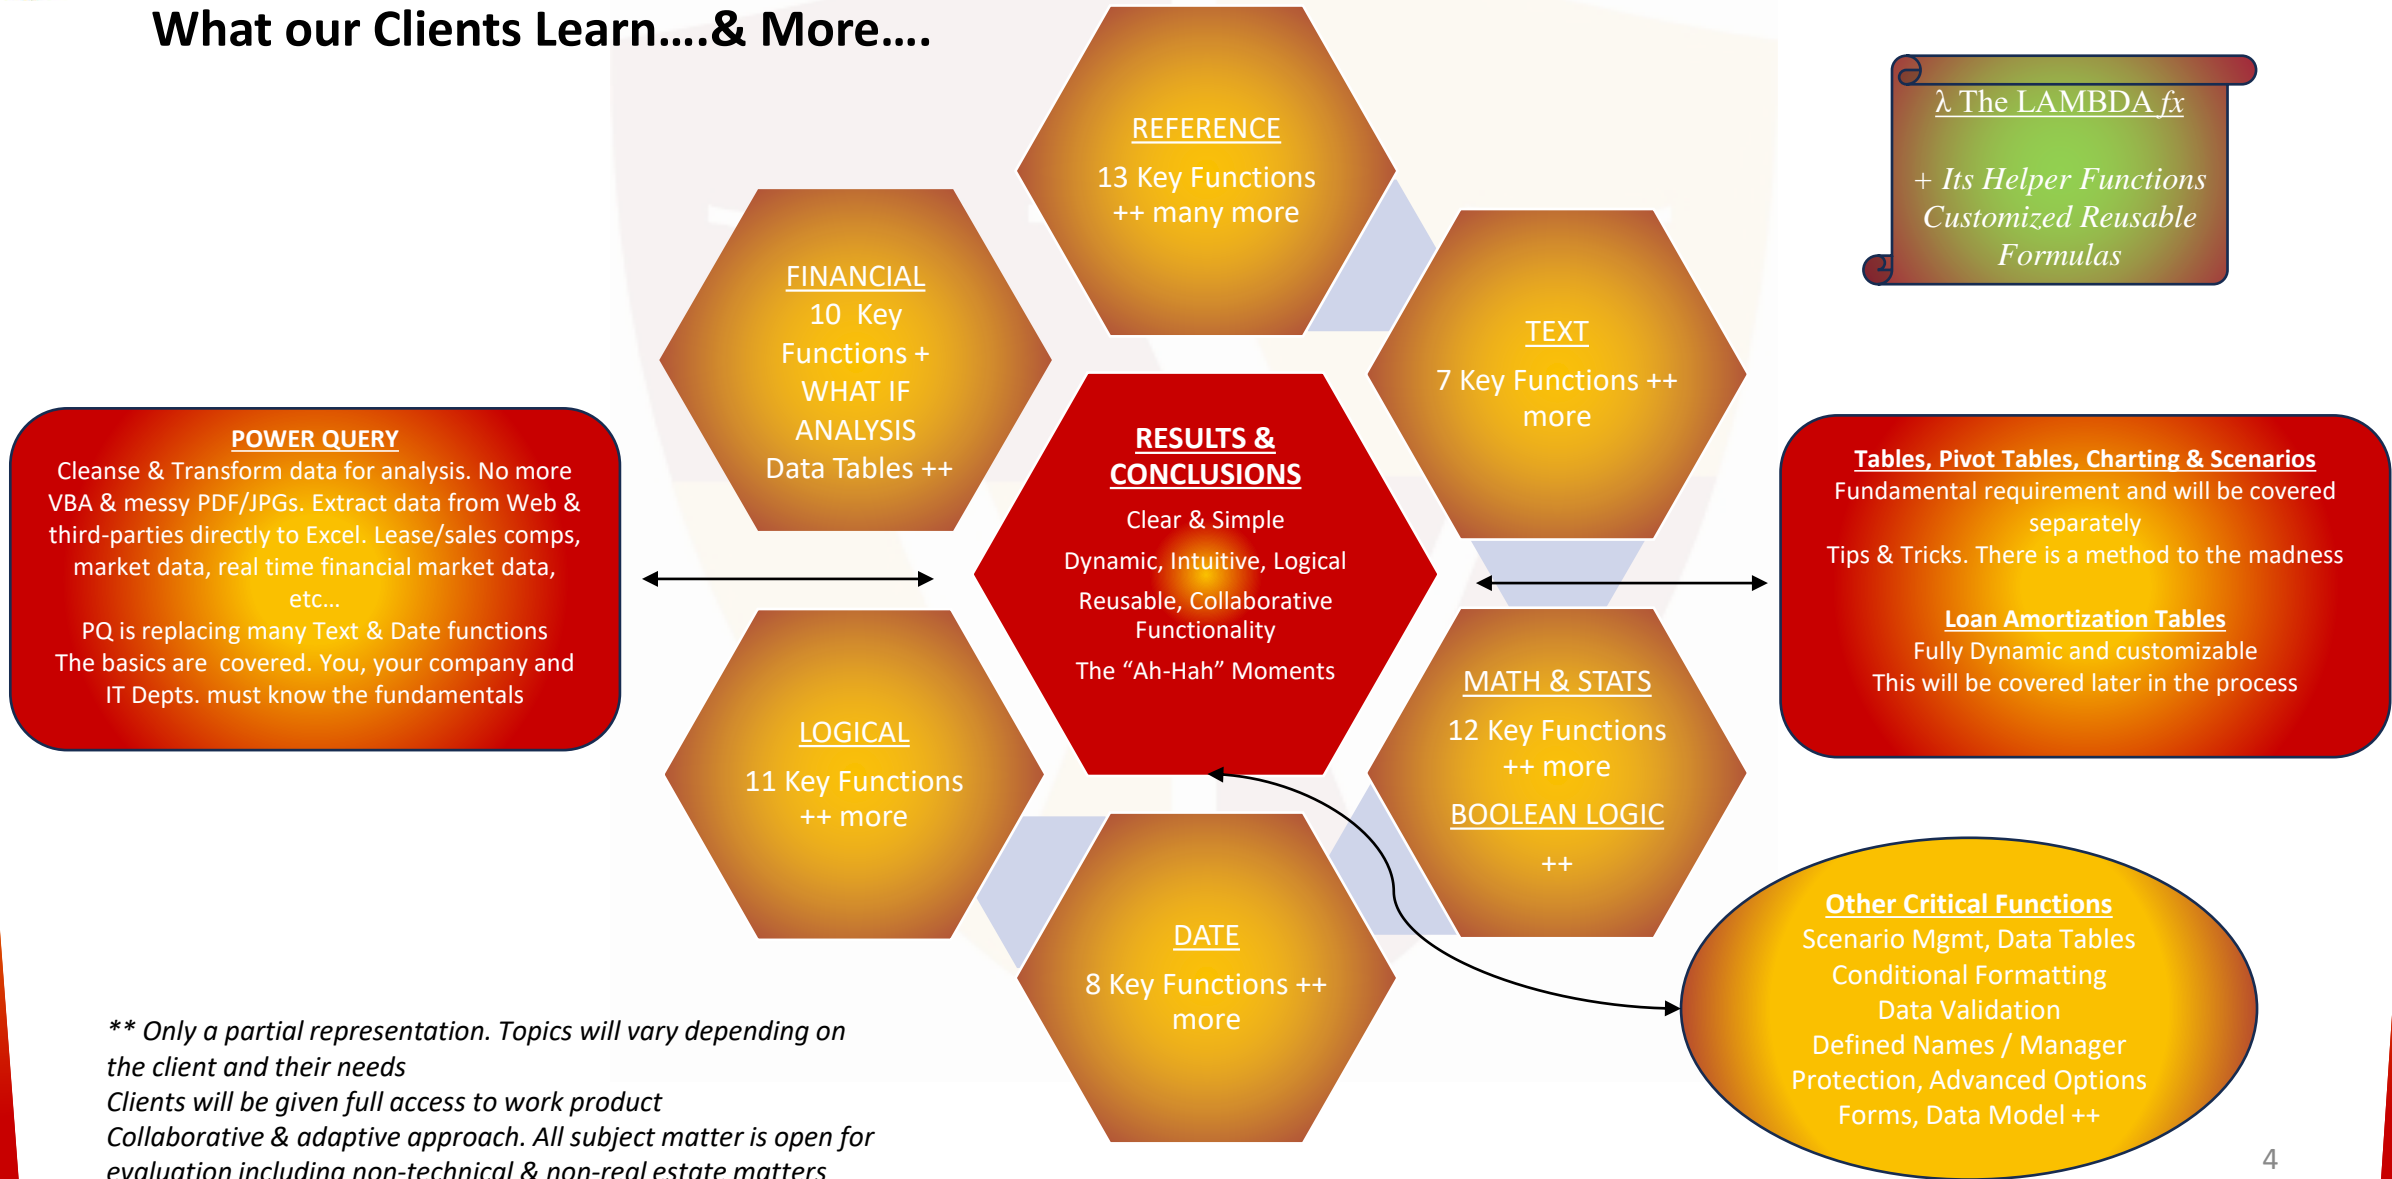 What our Clients Learn....& More....
REFERENCE
13 Key Functions
++ many more
λ The LAMBDA fx
+ Its Helper Functions
Customized Reusable
Formulas
FINANCIAL
10 Key
Functions +
WHAT IF
ANALYSIS
Data Tables ++
TEXT
7 Key Functions ++
more
POWER QUERY
Cleanse & Transform data for analysis. No more
VBA & messy PDF/JPGs. Extract data from Web &
third-parties directly to Excel. Lease/sales comps,
market data, real time financial market data,
etc…
PQ is replacing many Text & Date functions
The basics are covered. You, your company and
IT Depts. must know the fundamentals
RESULTS &
CONCLUSIONS
Clear & Simple
Dynamic, Intuitive, Logical
Reusable, Collaborative
Functionality
The “Ah-Hah” Moments
Tables, Pivot Tables, Charting & Scenarios
Fundamental requirement and will be covered
separately
Tips & Tricks. There is a method to the madness
Loan Amortization Tables
Fully Dynamic and customizable
This will be covered later in the process
LOGICAL
11 Key Functions
++ more
MATH & STATS
12 Key Functions
++ more
BOOLEAN LOGIC
++
DATE
8 Key Functions ++
more
Other Critical Functions
Scenario Mgmt, Data Tables
Conditional Formatting
Data Validation
Defined Names / Manager
Protection, Advanced Options
Forms, Data Model ++
** Only a partial representation. Topics will vary depending on
the client and their needs
Clients will be given full access to work product
Collaborative & adaptive approach. All subject matter is open for
evaluation including non-technical & non-real estate matters
4